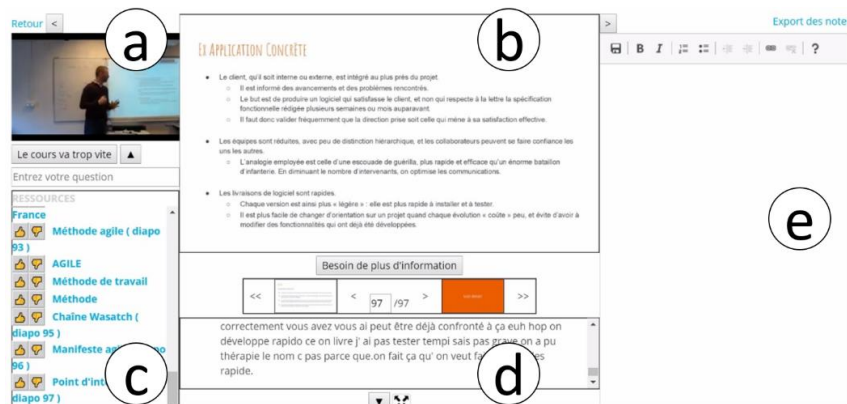 Retour <
a
Le cours va trop vite ▲
Entrez votre question
RESSOURCES
France
Méthode agile ( diapo
93 )
AGILE
Méthode de travail
Méthode
Chaîne Wasatch (
diapo 95 )
Manifeste
96 )
Point
diapo 97 )
c
b
EX APPLICATION CONCRÈTE
• Le client, qu'il soit interne ou externe, est intégré au plus près du projet.
○ Il est informé des avancements et des problèmes rencontrés.
○ Le but est de produire un logiciel qui satisfasse le client, et non qui respecte à la lettre la spécification
fonctionnelle rédigée plusieurs semaines ou mois auparavant.
○ Il faut donc valider fréquemment que la direction prise soit celle qui mène à sa satisfaction effective.
• Les équipes sont réduites, avec peu de distinction hiérarchique, et les collaborateurs peuvent se faire confiance les
uns les autres.
○ L'analogie employée est celle d'une escouade de guérilla, plus rapide et efficace qu'un énorme bataillon
d'infanterie. En diminuant le nombre d'intervenants, on optimise les communications.
• Les livraisons de logiciel sont rapides.
○ Chaque version est ainsi plus « légère » : elle est plus rapide à installer et à tester.
○ Il est plus facile de changer d'orientation sur un projet quand chaque évolution « coûte » peu, et évite d'avoir à
modifier des fonctionnalités qui ont déjà été développées.
Besoin de plus d'information
<< < 97 /97 > >>
correctement vous avez vous ai peut être déjà confronté à ça euh hop on
développe rapido ce on livre j' ai pas tester tempi sais pas grave on a pu
thérapie le nom c pas parce que.on fait ça qu' on veut
rapide.
d
▼
> Export des note
B I ?
e